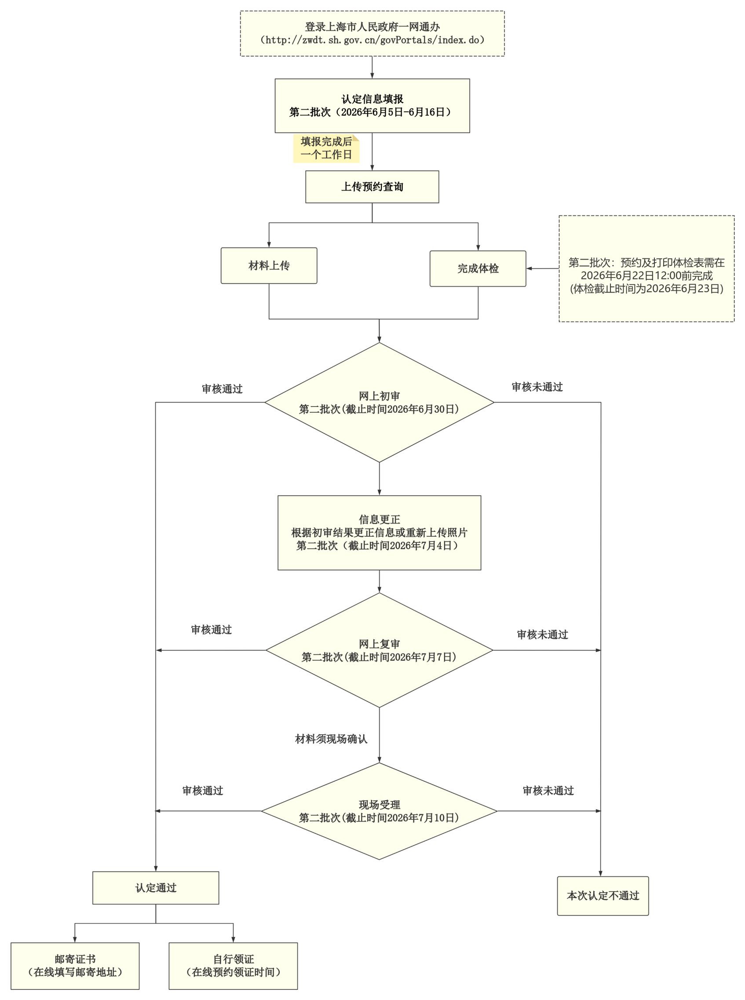 登录上海市人民政府一网通办
（http://zwdt.sh.gov.cn/govPortals/index.do）
认定信息填报
第二批次（2026年6月5日-6月16日）
填报完成后
一个工作日
上传预约查询
材料上传
完成体检
第二批次：预约及打印体检表需在
2026年6月22日12:00前完成
(体检截止时间为2026年6月23日)
审核通过
网上初审
第二批次(截止时间2026年6月30日)
审核未通过
信息更正
根据初审结果更正信息或重新上传照片
第二批次（截止时间2026年7月4日）
审核通过
网上复审
第二批次(截止时间2026年7月7日)
审核未通过
材料须现场确认
审核通过
现场受理
第二批次(截止时间2026年7月10日)
审核未通过
认定通过
本次认定不通过
邮寄证书
（在线填写邮寄地址）
自行领证
（在线预约领证时间）